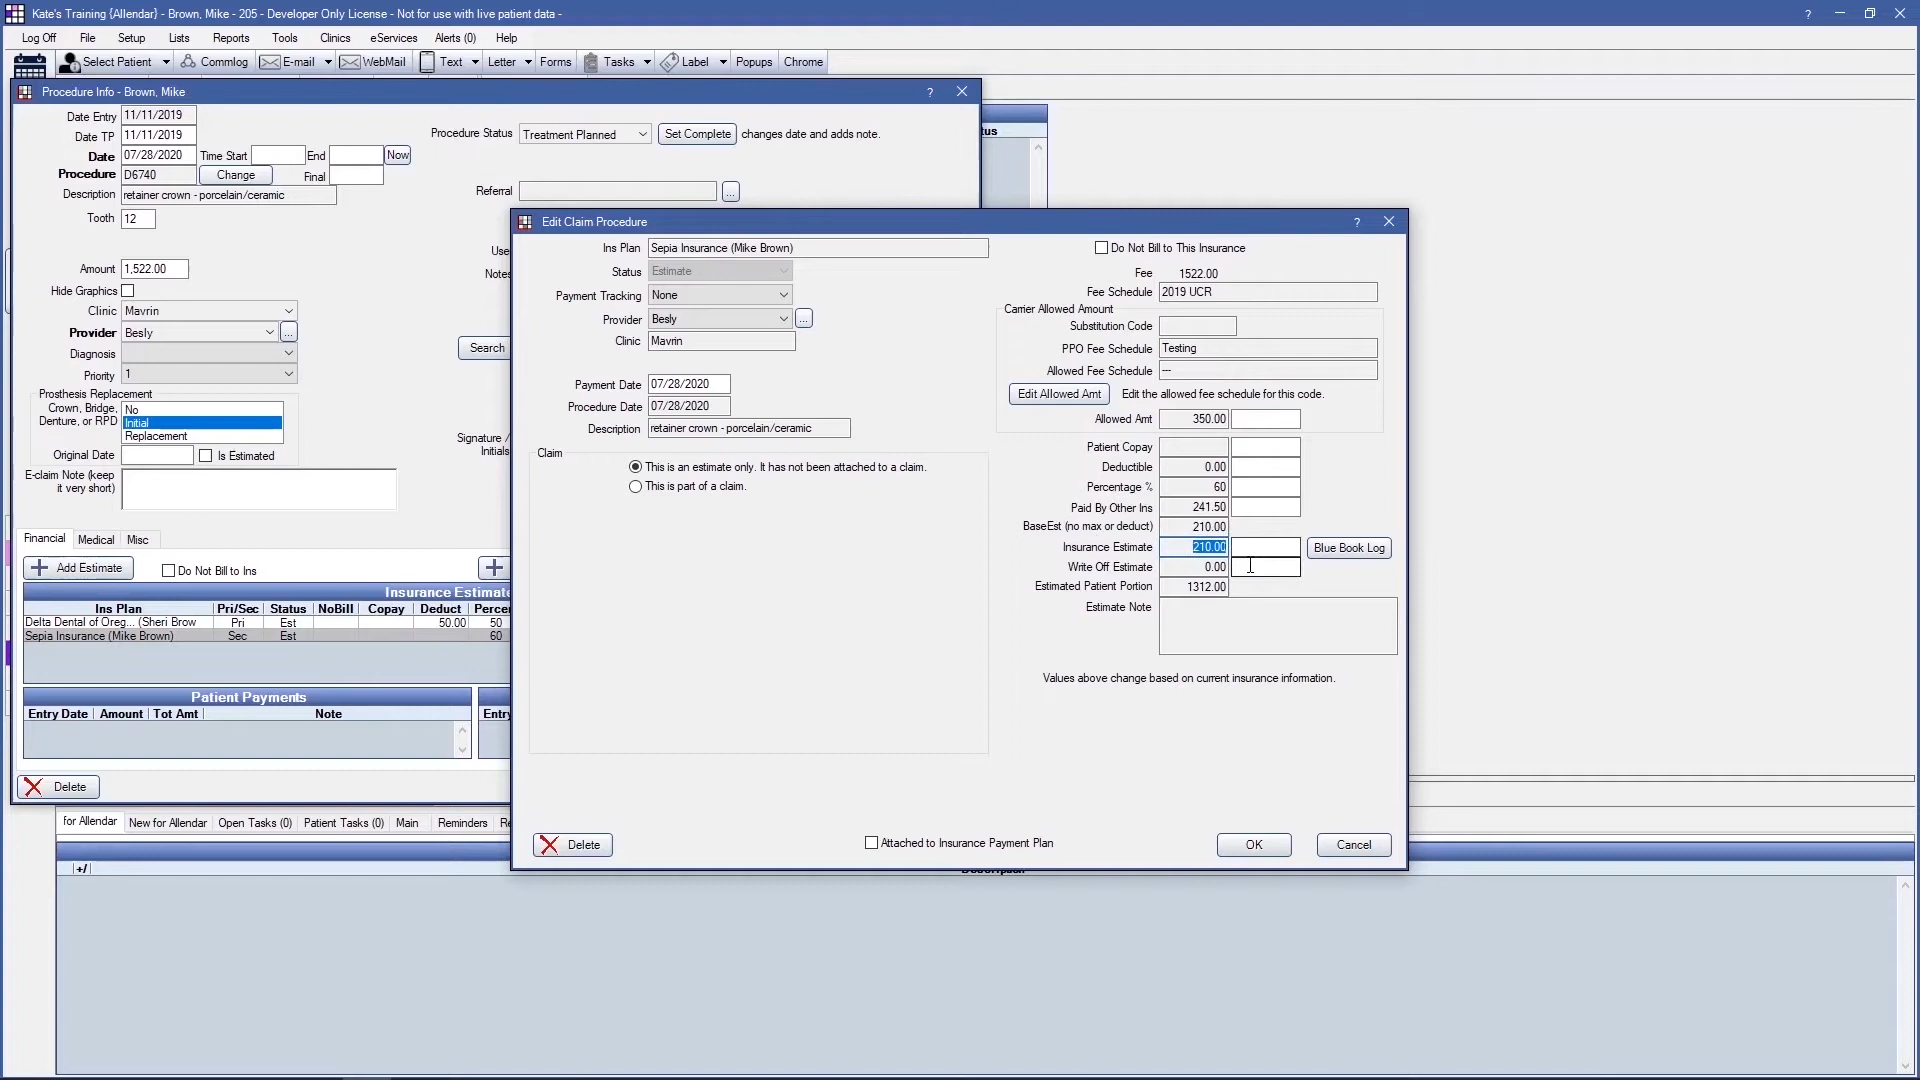 Kate's Training {Allendar} - Brown, Mike - 205 - Developer Only License - Not for use with live patient data -
Log Off File Setup Lists Reports Tools Clinics eServices Alerts (0) Help
Select Patient Commlog E-mail WebMail Text Letter Forms Tasks Label Popups Chrome
Procedure Info - Brown, Mike
Date Entry 11/11/2019
Date TP 11/11/2019
Date 07/28/2020 Time Start End Now
Procedure D6740 Change Final
Description retainer crown - porcelain/ceramic
Tooth 12
Procedure Status Treatment Planned Set Complete changes date and adds note.
Referral ...
Use
Notes
Amount 1,522.00
Hide Graphics
Clinic Mavrin
Provider Besly ...
Diagnosis
Priority 1
Search
Prosthesis Replacement
Crown, Bridge, Denture, or RPD
No
Initial
Replacement
Original Date Is Estimated
Signature /
Initials
E-claim Note (keep it very short)
Financial Medical Misc
Add Estimate Do Not Bill to Ins
Insurance Estimate
Ins Plan Pri/Sec Status NoBill Copay Deduct Perce
Delta Dental of Oreg... (Sheri Brow Pri Est 50.00 50
Sepia Insurance (Mike Brown) Sec Est 60
Patient Payments
Entry Date Amount Tot Amt Note
Entry
Delete
Edit Claim Procedure
Ins Plan Sepia Insurance (Mike Brown)
Status Estimate
Payment Tracking None
Provider Besly ...
Clinic Mavrin
Payment Date 07/28/2020
Procedure Date 07/28/2020
Description retainer crown - porcelain/ceramic
Claim
This is an estimate only. It has not been attached to a claim.
This is part of a claim.
Do Not Bill to This Insurance
Fee 1522.00
Fee Schedule 2019 UCR
Carrier Allowed Amount
Substitution Code
PPO Fee Schedule Testing
Allowed Fee Schedule ---
Edit Allowed Amt Edit the allowed fee schedule for this code.
Allowed Amt 350.00
Patient Copay
Deductible 0.00
Percentage % 60
Paid By Other Ins 241.50
BaseEst (no max or deduct) 210.00
Insurance Estimate 210.00 Blue Book Log
Write Off Estimate 0.00
Estimated Patient Portion 1312.00
Estimate Note
Values above change based on current insurance information.
Delete Attached to Insurance Payment Plan OK Cancel
for Allendar New for Allendar Open Tasks (0) Patient Tasks (0) Main Reminders Re
+/ Description